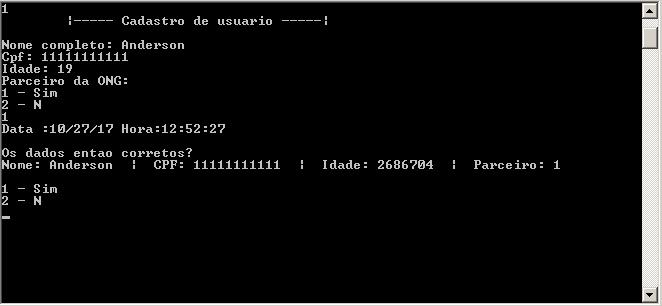 1
¦----- Cadastro de usuario -----¦
Nome completo: Anderson
Cpf: 11111111111
Idade: 19
Parceiro da ONG:
1 - Sim
2 - N
1
Data :10/27/17 Hora:12:52:27
Os dados entao corretos?
Nome: Anderson ¦ CPF: 11111111111 ¦ Idade: 2686704 ¦ Parceiro: 1
1 - Sim
2 - N